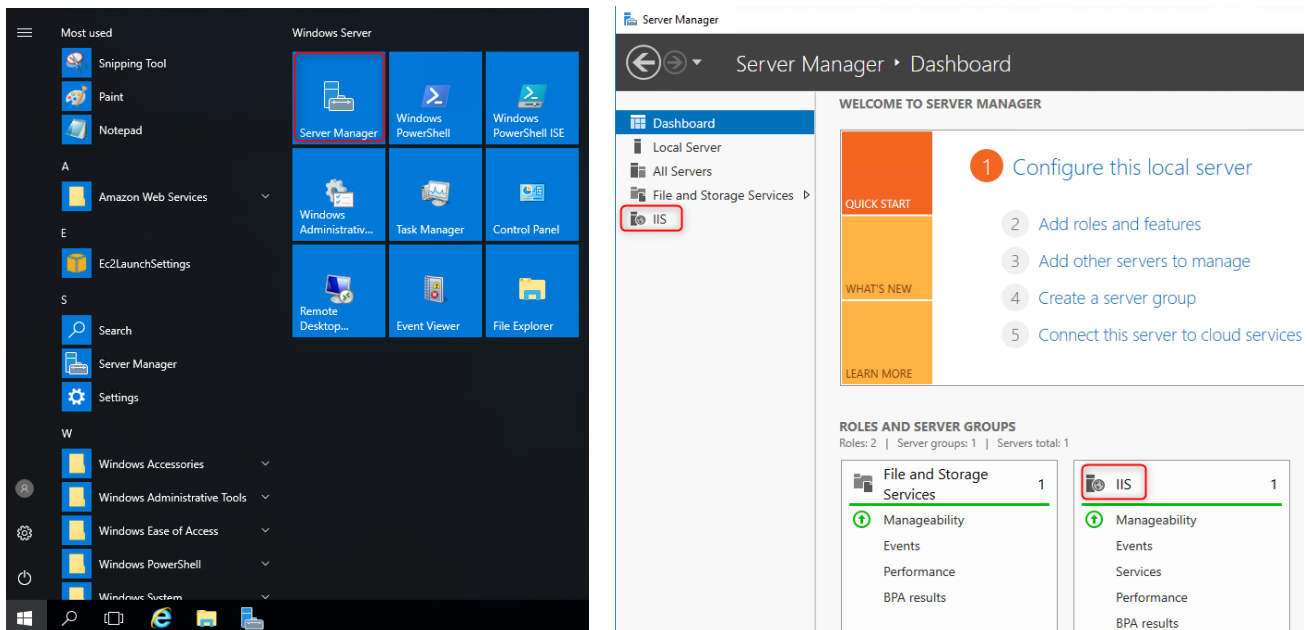 Most used
Snipping Tool
Paint
Notepad
A
Amazon Web Services
E
Ec2LaunchSettings
S
Search
Server Manager
Settings
W
Windows Accessories
Windows Administrative Tools
Windows Ease of Access
Windows PowerShell
Windows System
Windows Server
Server Manager
Windows
PowerShell
Windows
PowerShell ISE
Windows
Administrativ...
Task Manager
Control Panel
Remote
Desktop...
Event Viewer
File Explorer
Server Manager
Server Manager ‣ Dashboard
Dashboard
Local Server
All Servers
File and Storage Services
IIS
WELCOME TO SERVER MANAGER
QUICK START
WHAT'S NEW
LEARN MORE
1 Configure this local server
2 Add roles and features
3 Add other servers to manage
4 Create a server group
5 Connect this server to cloud services
ROLES AND SERVER GROUPS
Roles: 2 | Server groups: 1 | Servers total: 1
File and Storage
Services
1
Manageability
Events
Performance
BPA results
IIS 1
Manageability
Events
Services
Performance
BPA results